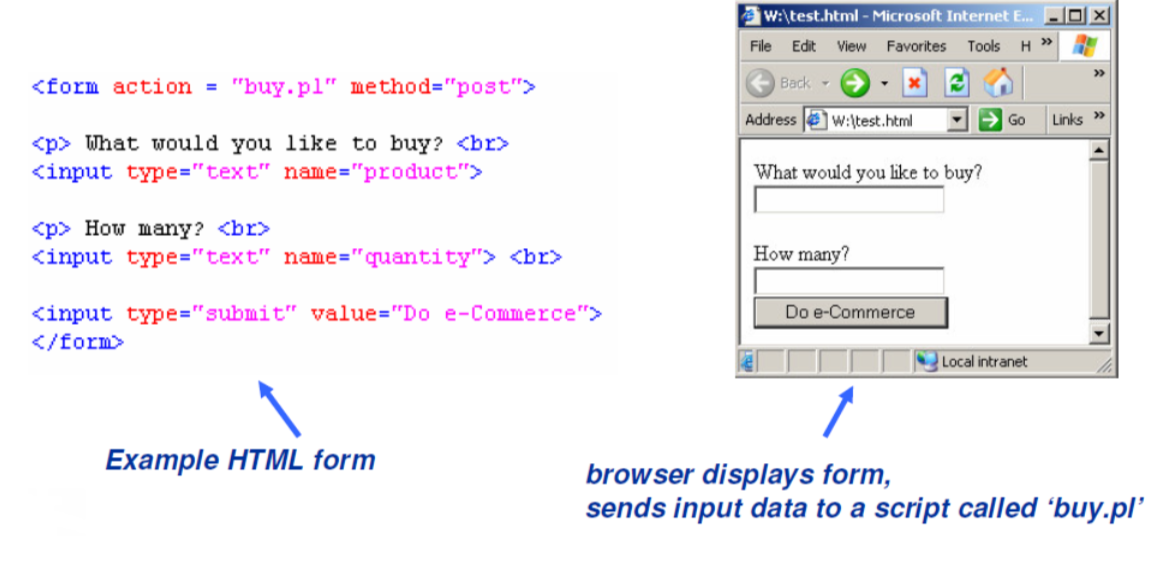 <form action = "buy.pl" method="post">
<p> What would you like to buy? <br>
<input type="text" name="product">
<p> How many? <br>
<input type="text" name="quantity"> <br>
<input type="submit" value="Do e-Commerce">
</form>
Example HTML form
W:\test.html - Microsoft Internet E...
File Edit View Favorites Tools H »
Back »
Address W:\test.html Go Links »
What would you like to buy?
How many?
Do e-Commerce
Local intranet
browser displays form,
sends input data to a script called ‘buy.pl’